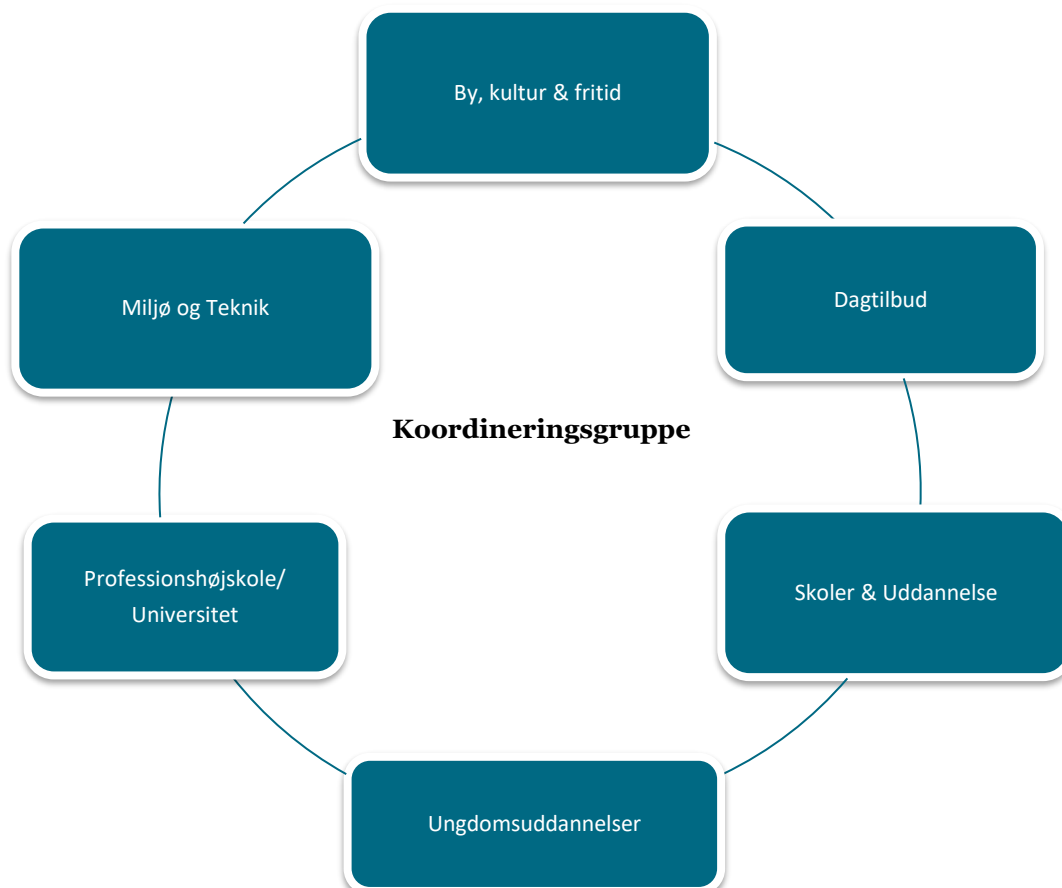 By, kultur & fritid
Miljø og Teknik
Dagtilbud
Koordineringsgruppe
Professionshøjskole/
Universitet
Skoler & Uddannelse
Ungdomsuddannelser